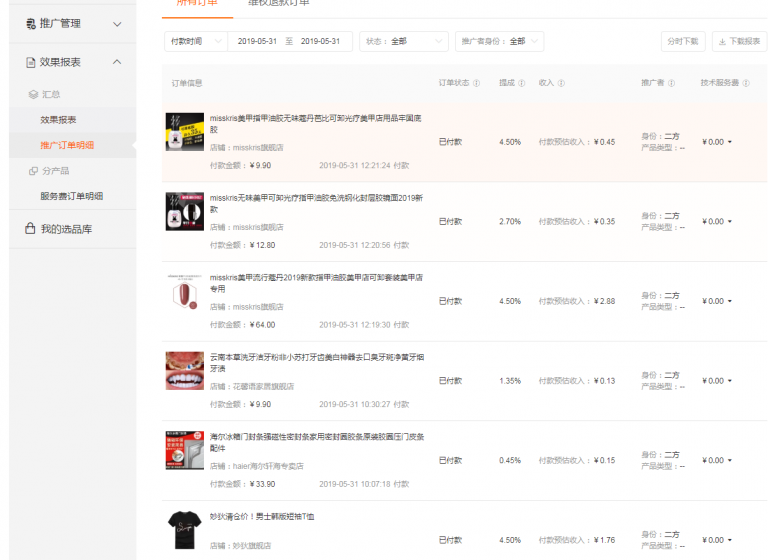 所有订单 维权退款订单
推广管理
付款时间 2019-05-31 至 2019-05-31 状态: 全部 推广者身份: 全部 分时下载 下载报表
效果报表
汇总
订单信息 订单状态 提成 收入 推广者 技术服务费
效果报表
推广订单明细
分产品
服务费订单明细
我的选品库
misskris美甲指甲油胶无味蔻丹芭比可卸光疗美甲店用品牢固底
胶
店铺：misskris旗舰店
付款金额：￥9.90 2019-05-31 12:21:24 付款
已付款 4.50% 付款预估收入：￥0.45 身份：二方 ￥0.00
产品类型：--
misskris无味美甲可卸光疗指甲油胶免洗钢化封层胶镜面2019新
款
店铺：misskris旗舰店
付款金额：￥12.80 2019-05-31 12:20:56 付款
已付款 2.70% 付款预估收入：￥0.35 身份：二方 ￥0.00
产品类型：--
misskris美甲流行蔻丹2019新款指甲油胶美甲店可卸套装美甲店
专用
店铺：misskris旗舰店
付款金额：￥64.00 2019-05-31 12:19:30 付款
已付款 4.50% 付款预估收入：￥2.88 身份：二方 ￥0.00
产品类型：--
云南本草洗牙洁牙粉非小苏打牙齿美白神器去口臭牙斑净黄牙烟
牙渍
店铺：花馨语家居旗舰店
付款金额：￥9.90 2019-05-31 10:30:27 付款
已付款 1.35% 付款预估收入：￥0.13 身份：二方 ￥0.00
产品类型：--
海尔冰箱门封条强磁性密封条家用密封圈胶条原装胶圈压门皮条
配件
店铺：haier海尔轩海专卖店
付款金额：￥33.90 2019-05-31 10:07:18 付款
已付款 0.45% 付款预估收入：￥0.15 身份：二方 ￥0.00
产品类型：--
妙钬清仓价！男士韩版短袖T恤
店铺：妙钬旗舰店
已付款 4.50% 付款预估收入：￥1.76 身份：二方 ￥0.00
产品类型：--